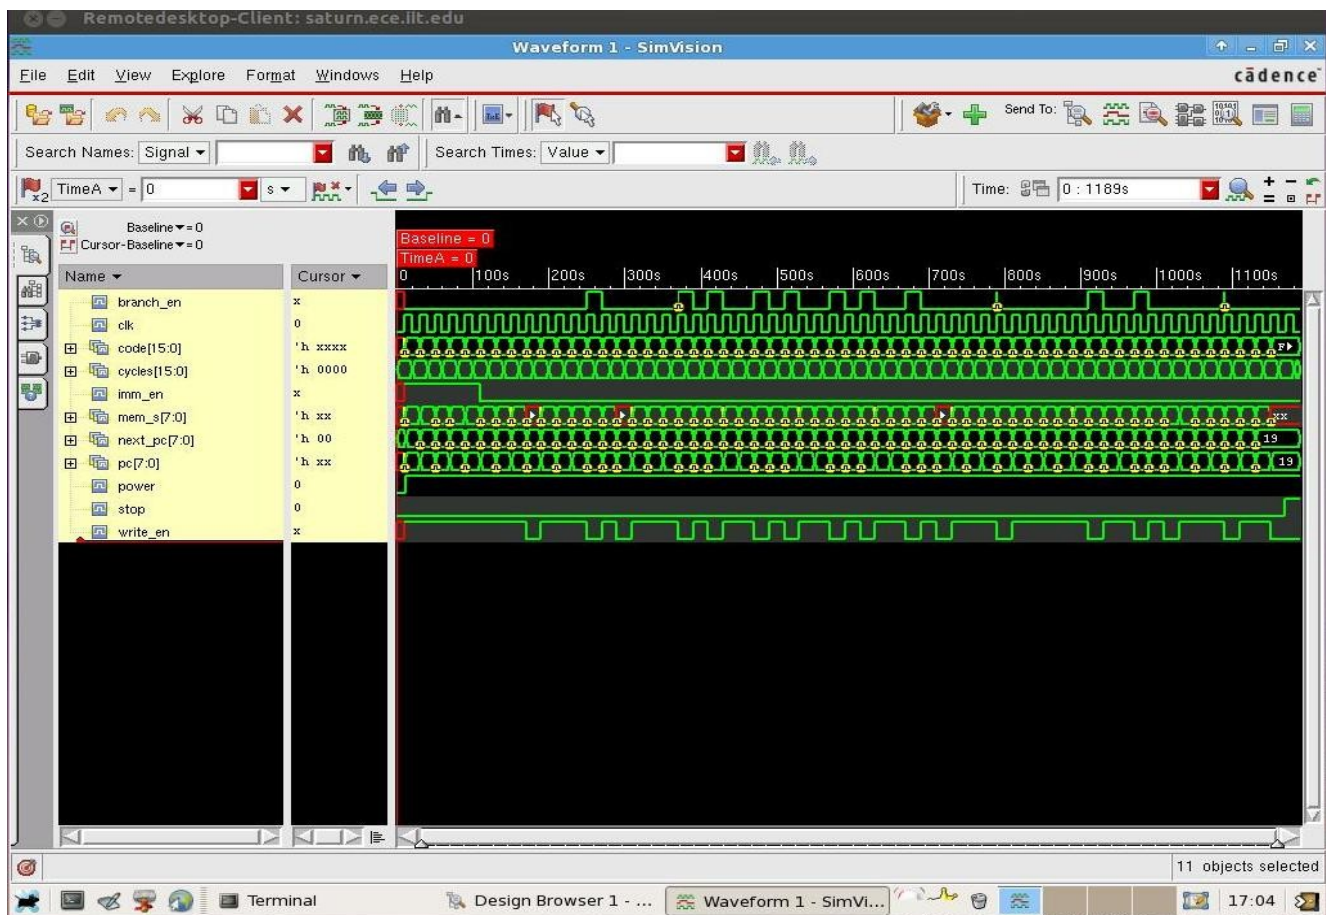 Remotedesktop-Client: saturn.ece.iit.edu
Waveform 1 - SimVision
File Edit View Explore Format Windows Help
cādence
Send To:
Search Names: Signal
Search Times: Value
x2 TimeA = 0 s
Time: 0 : 1189s
Baseline = 0
Cursor-Baseline = 0
Baseline = 0
TimeA = 0
Name Cursor
0 100s 200s 300s 400s 500s 600s 700s 800s 900s 1000s 1100s
branch_en x
clk 0
code[15:0] 'h xxxx F
cycles[15:0] 'h 0000
imm_en x
mem_s[7:0] 'h xx xx
next_pc[7:0] 'h 00 19
pc[7:0] 'h xx 19
power 0
stop 0
write_en x
11 objects selected
Terminal
Design Browser 1 - ...
Waveform 1 - SimVi...
17:04